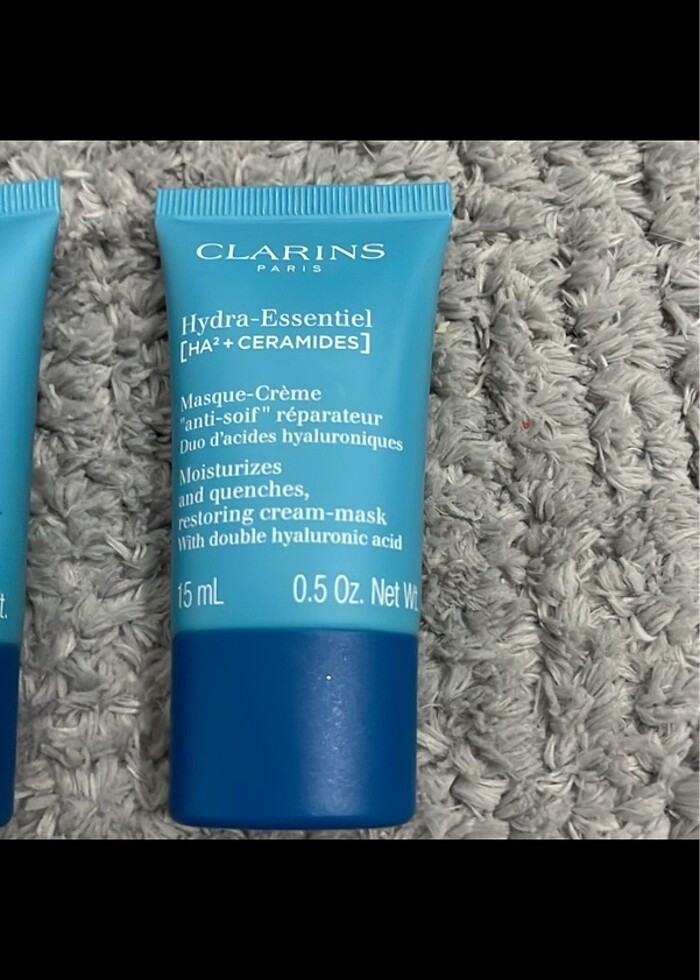 CLARINS
PARIS
Hydra-Essentiel
[HA²+CERAMIDES]
Masque-Crème
"anti-soif" réparateur
Duo d'acides hyaluroniques
Moisturizes
and quenches,
restoring cream-mask
With double hyaluronic acid
15 mL 0.5 Oz. Net Wt.
t.